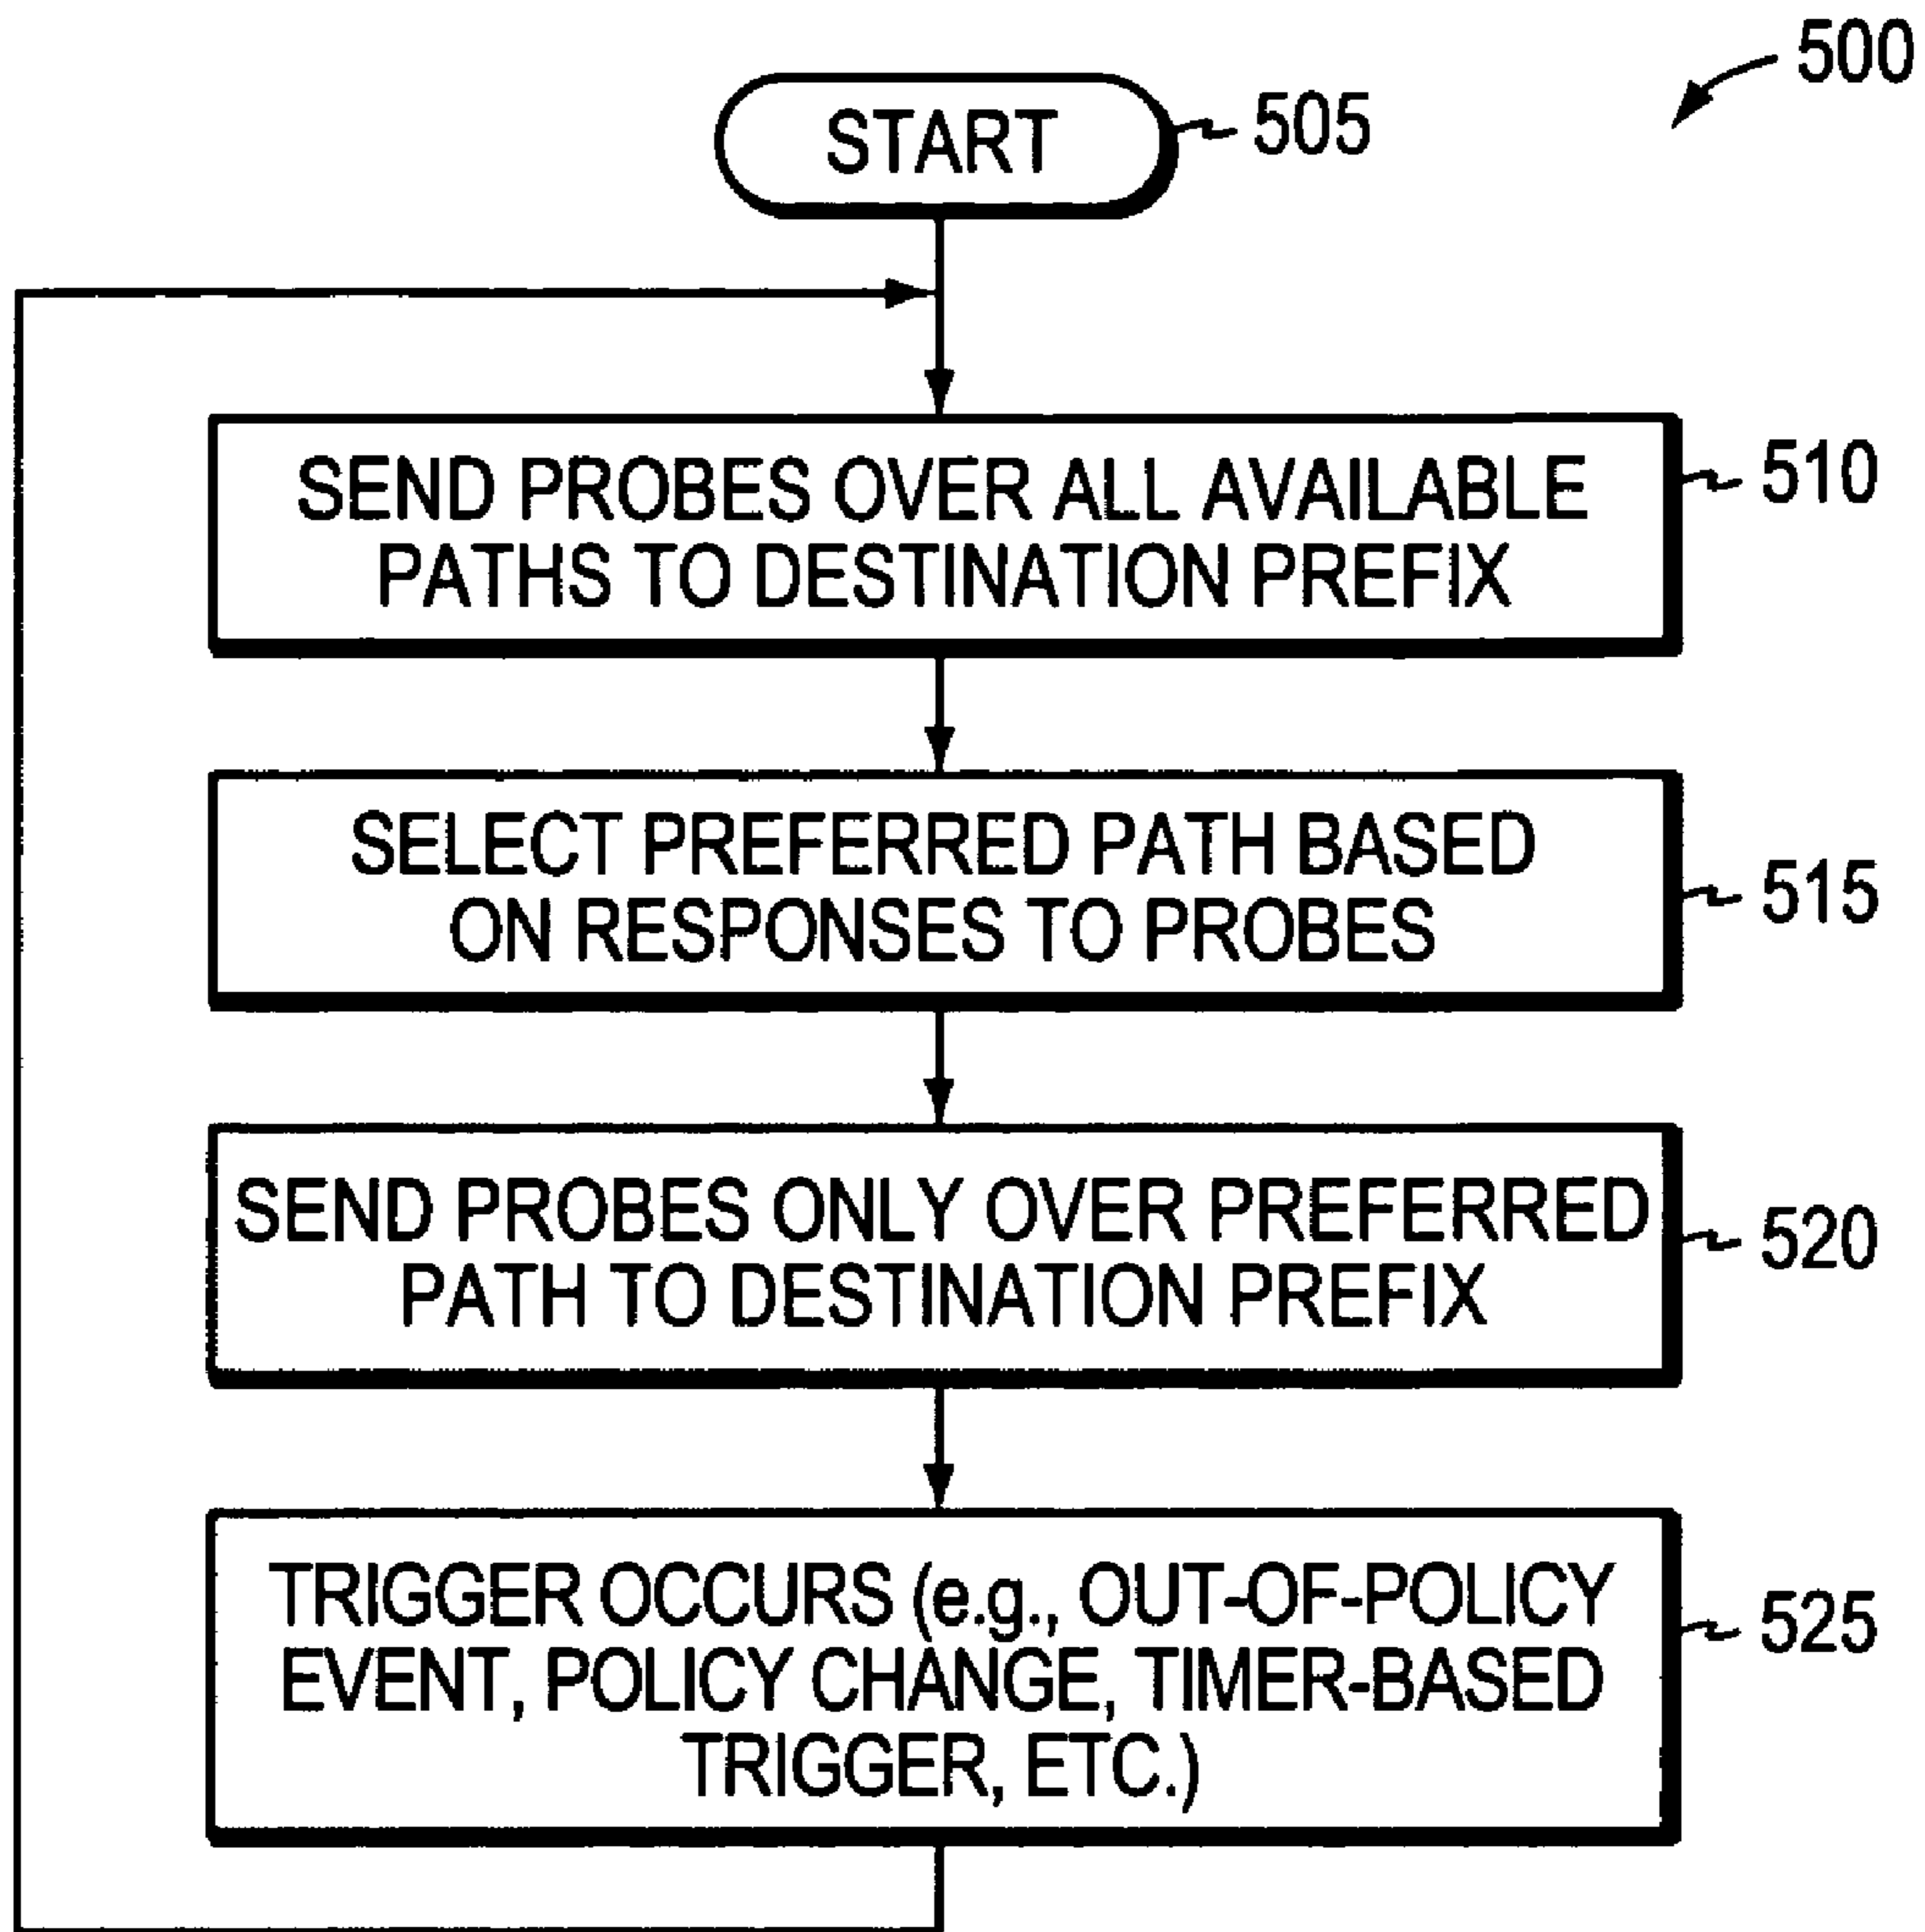 500
START
505
SEND PROBES OVER ALL AVAILABLE
PATHS TO DESTINATION PREFIX
510
SELECT PREFERRED PATH BASED
ON RESPONSES TO PROBES
515
SEND PROBES ONLY OVER PREFERRED
PATH TO DESTINATION PREFIX
520
TRIGGER OCCURS (e.g., OUT-OF-POLICY
EVENT, POLICY CHANGE, TIMER-BASED
TRIGGER, ETC.)
525